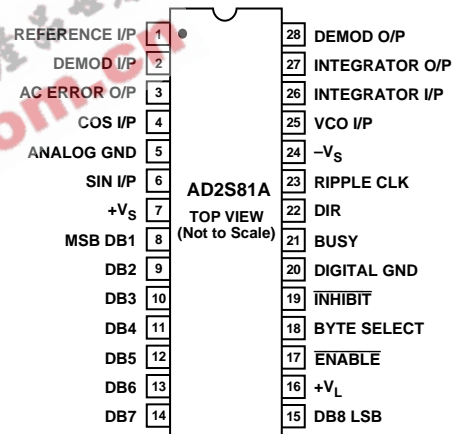 REFERENCE I/P 1
DEMOD I/P 2
AC ERROR O/P 3
COS I/P 4
ANALOG GND 5
SIN I/P 6
+VS 7
MSB DB1 8
DB2 9
DB3 10
DB4 11
DB5 12
DB6 13
DB7 14
AD2S81A
TOP VIEW
(Not to Scale)
28 DEMOD O/P
27 INTEGRATOR O/P
26 INTEGRATOR I/P
25 VCO I/P
24 –VS
23 RIPPLE CLK
22 DIR
21 BUSY
20 DIGITAL GND
19 INHIBIT
18 BYTE SELECT
17 ENABLE
16 +VL
15 DB8 LSB
om.cn